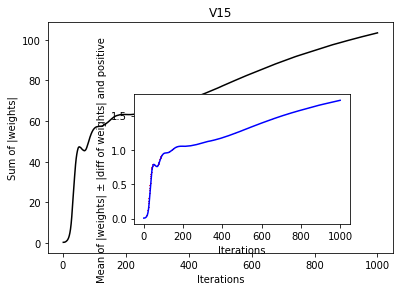 V15
Sum of |weights|
100
80
60
40
20
0
Mean of |weights| ± |diff of weights| and positive
1.5
1.0
0.5
0.0
0 200 400 600 800 1000
Iterations
0 200 400 600 800 1000
Iterations